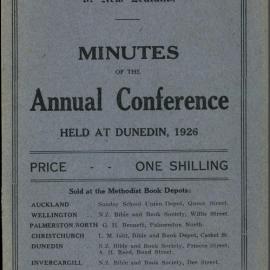 of New Zealand.
MINUTES
OF THE
Annual Conference
HELD AT DUNEDIN, 1926
PRICE - - ONE SHILLING
Sold at the Methodist Book Depots:
AUCKLAND Sunday School Union Depot, Queen Street.
WELLINGTON N.Z. Bible and Book Society, Willis Street.
PALMERSTON NORTH G. H. Bennett, Palmerston North.
CHRISTCHURCH L. M. Isitt, Bible and Book Depot, Cashel St.
DUNEDIN N.Z. Bible and Book Society, Princes Street.
A. H. Reed, Bond Street.
INVERCARGILL N.Z. Bible and Book Society, Dee Street.